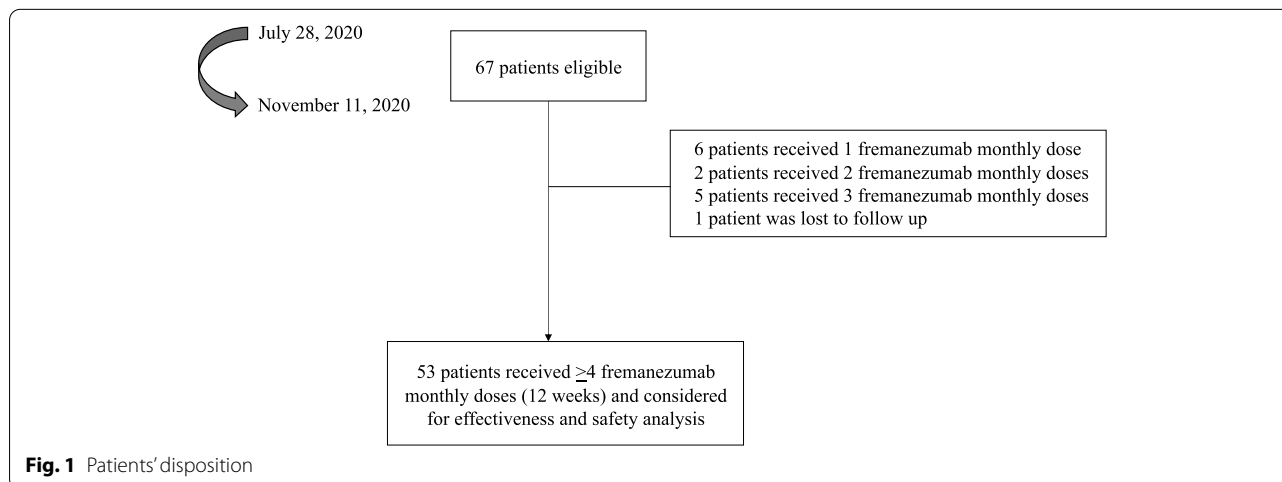 July 28, 2020
November 11, 2020
67 patients eligible
6 patients received 1 fremanezumab monthly dose
2 patients received 2 fremanezumab monthly doses
5 patients received 3 fremanezumab monthly doses
1 patient was lost to follow up
53 patients received ≥4 fremanezumab
monthly doses (12 weeks) and considered
for effectiveness and safety analysis
Fig. 1 Patients' disposition